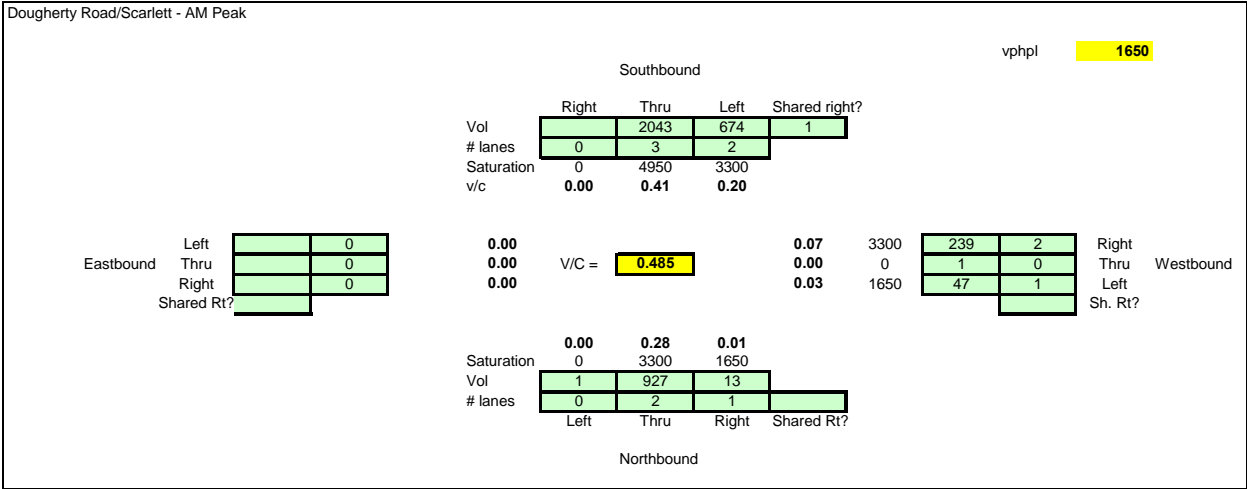 Dougherty Road/Scarlett - AM Peak
vphpl 1650
Southbound
Right Thru Left Shared right?
Vol 2043 674 1
# lanes 0 3 2
Saturation 0 4950 3300
v/c 0.00 0.41 0.20
Left 0 0.00 0.07 3300 239 2 Right
Eastbound Thru 0 0.00 V/C = 0.485 0.00 0 1 0 Thru Westbound
Right 0 0.00 0.03 1650 47 1 Left
Shared Rt? Sh. Rt?
0.00 0.28 0.01
Saturation 0 3300 1650
Vol 1 927 13
# lanes 0 2 1
Left Thru Right Shared Rt?
Northbound